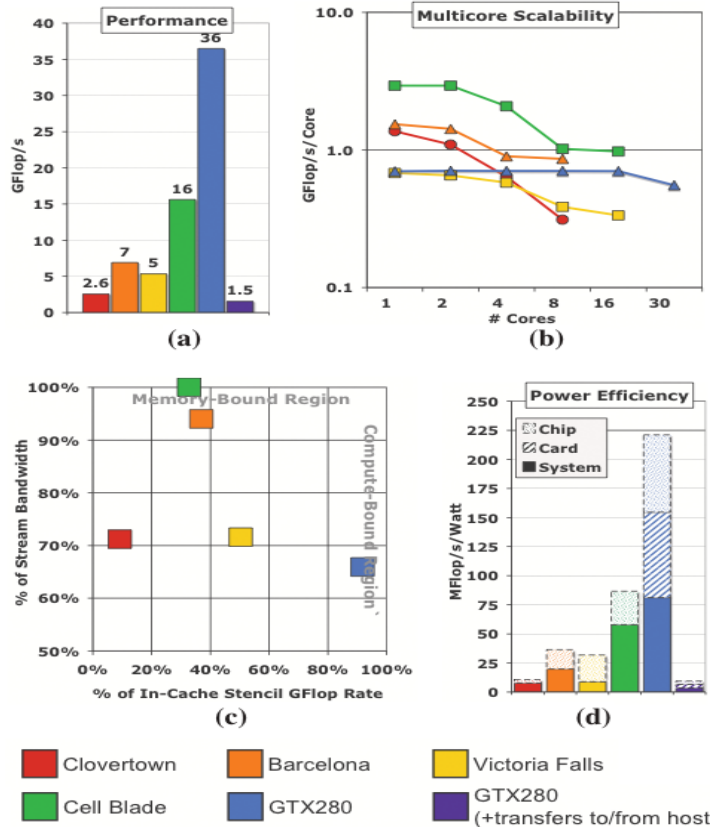 Performance
40
35
30
25
20
15
10
5
0
GFlop/s
2.6
7
5
16
36
1.5
(a)
Multicore Scalability
10.0
1.0
0.1
GFlop/s/Core
1 2 4 8 16 30
# Cores
(b)
100%
90%
80%
70%
60%
50%
% of Stream Bandwidth
Memory-Bound Region
Compute-Bound Region`
0% 20% 40% 60% 80% 100%
% of In-Cache Stencil GFlop Rate
(c)
Power Efficiency
250
225
200
175
150
125
100
75
50
25
0
MFlop/s/Watt
Chip
Card
System
(d)
Clovertown
Barcelona
Victoria Falls
Cell Blade
GTX280
GTX280
(+transfers to/from host